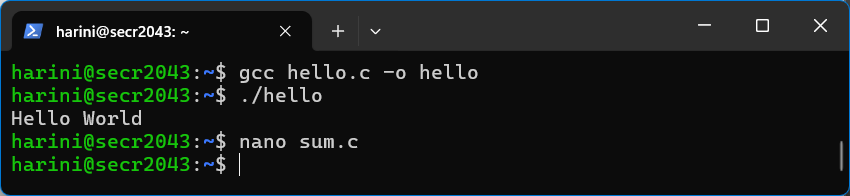 harini@secr2043: ~
harini@secr2043:~$ gcc hello.c -o hello
harini@secr2043:~$ ./hello
Hello World
harini@secr2043:~$ nano sum.c
harini@secr2043:~$